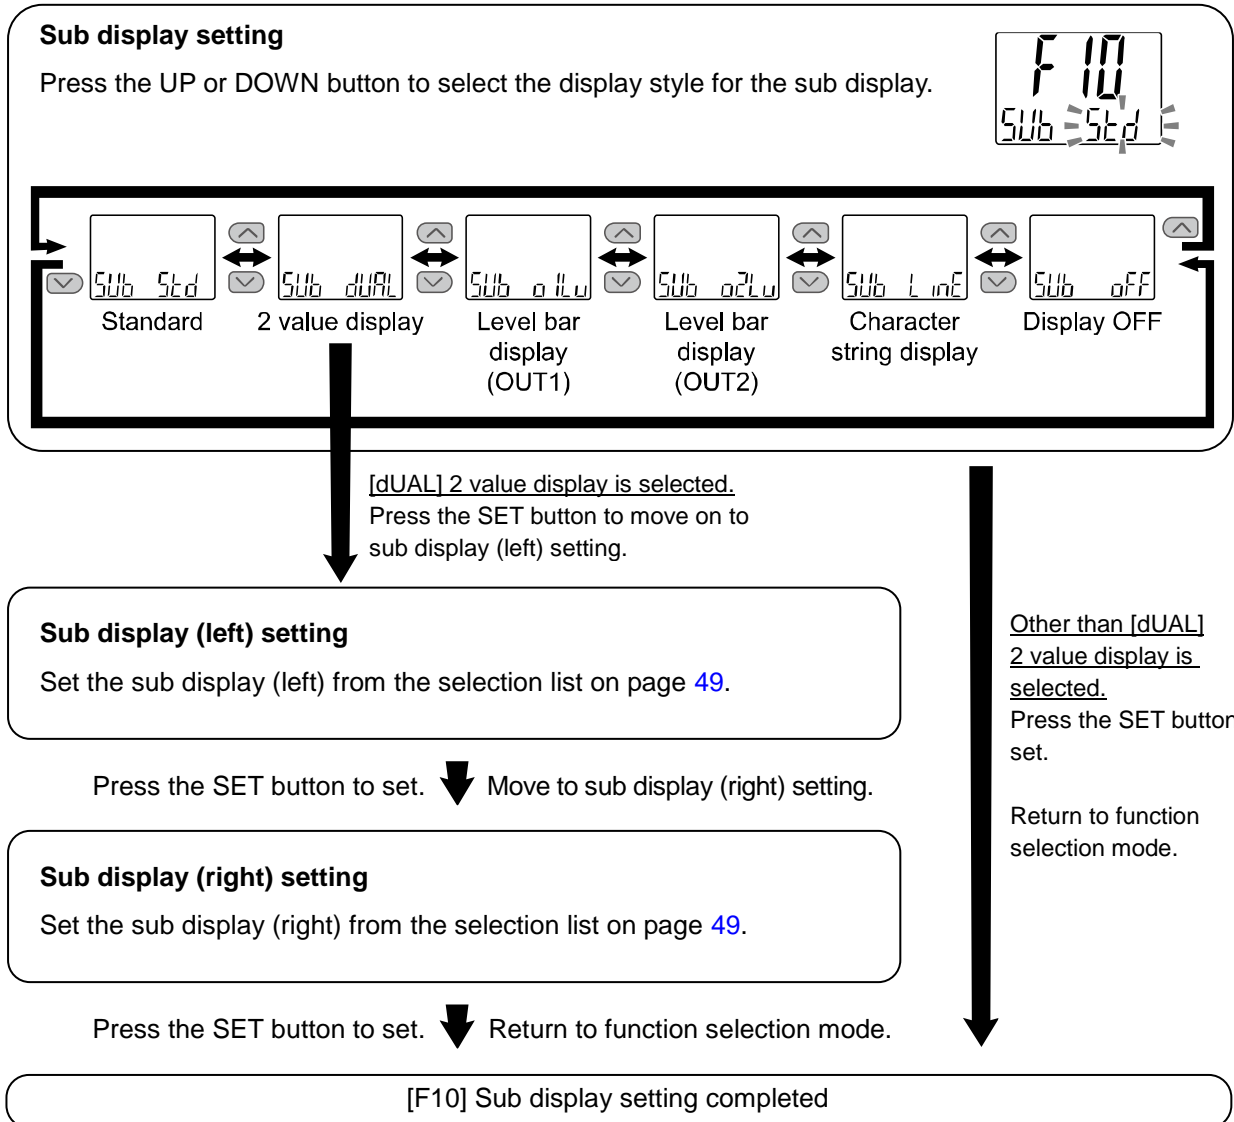 Sub display setting
Press the UP or DOWN button to select the display style for the sub display.
F 10
SUb Std
SUb Std
SUb dUAL
SUb o1Lu
SUb o2Lu
SUb LinE
SUb oFF
Standard
2 value display
Level bar
display
(OUT1)
Level bar
display
(OUT2)
Character
string display
Display OFF
[dUAL] 2 value display is selected.
Press the SET button to move on to
sub display (left) setting.
Sub display (left) setting
Set the sub display (left) from the selection list on page 49.
Other than [dUAL]
2 value display is
selected.
Press the SET button
set.
Return to function
selection mode.
Press the SET button to set. Move to sub display (right) setting.
Sub display (right) setting
Set the sub display (right) from the selection list on page 49.
Press the SET button to set. Return to function selection mode.
[F10] Sub display setting completed